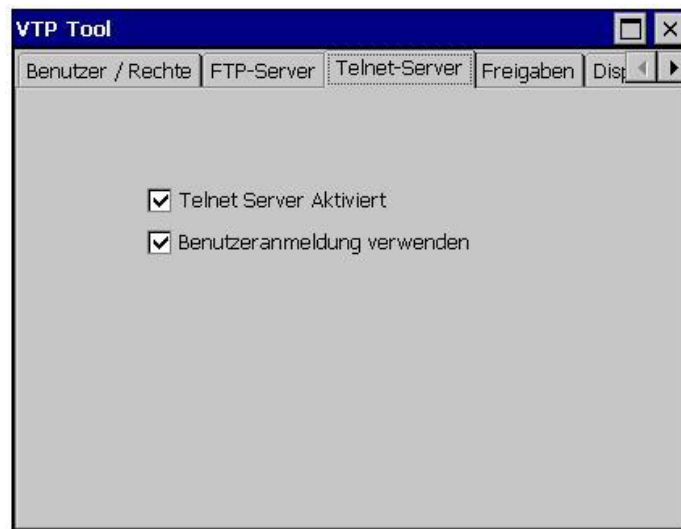 VTP Tool
Benutzer / Rechte FTP-Server Telnet-Server Freigaben
Telnet Server Aktiviert
Benutzeranmeldung verwenden